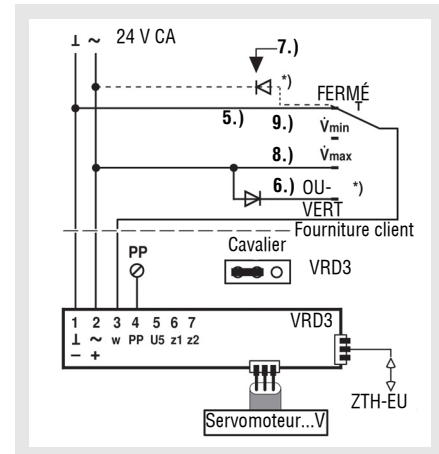 ⊥ ~ 24 V CA
7.)
*)
FERMÉ
5.) 9.) V̇min
8.) V̇max
6.) OU- *)
VERT
Fourniture client
PP Cavalier
VRD3
1 2 3 4 5 6 7 VRD3
⊥ ~ w PP U5 z1 z2
– +
ZTH-EU
Servomoteur...V